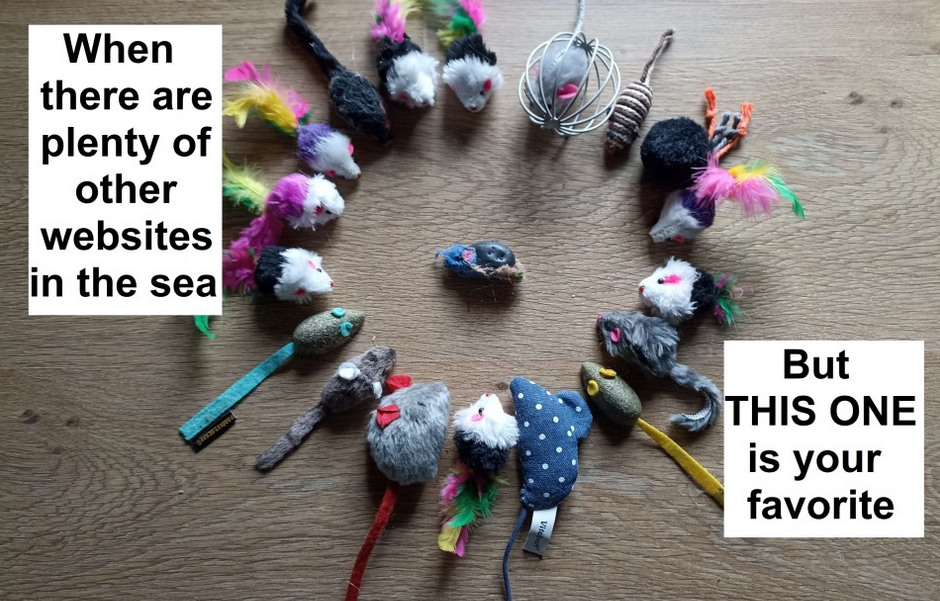 When
there are
plenty of
other
websites
in the sea
But
THIS ONE
is your
favorite